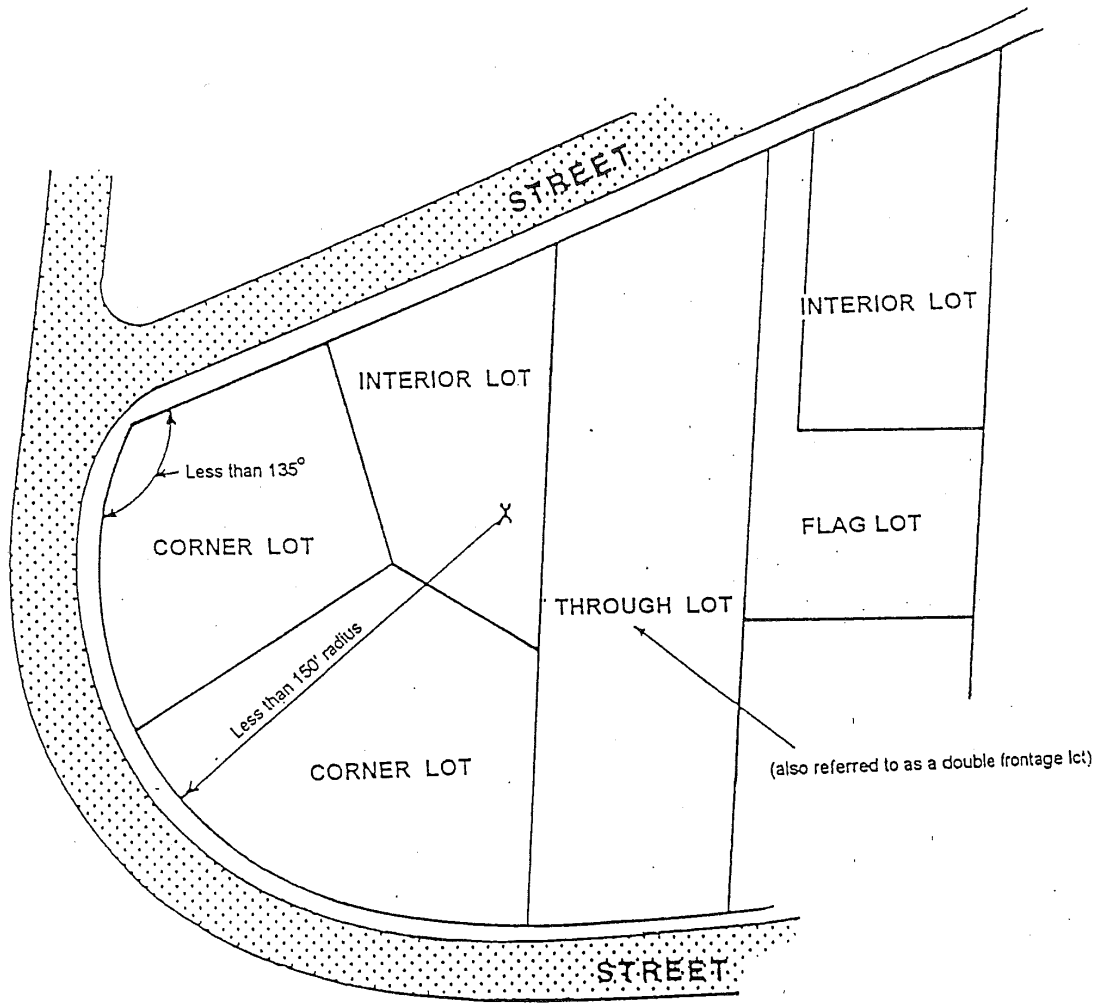 STREET
INTERIOR LOT
INTERIOR LOT
Less than 135°
CORNER LOT
FLAG LOT
THROUGH LOT
Less than 150' radius
CORNER LOT
(also referred to as a double frontage lot)
STREET